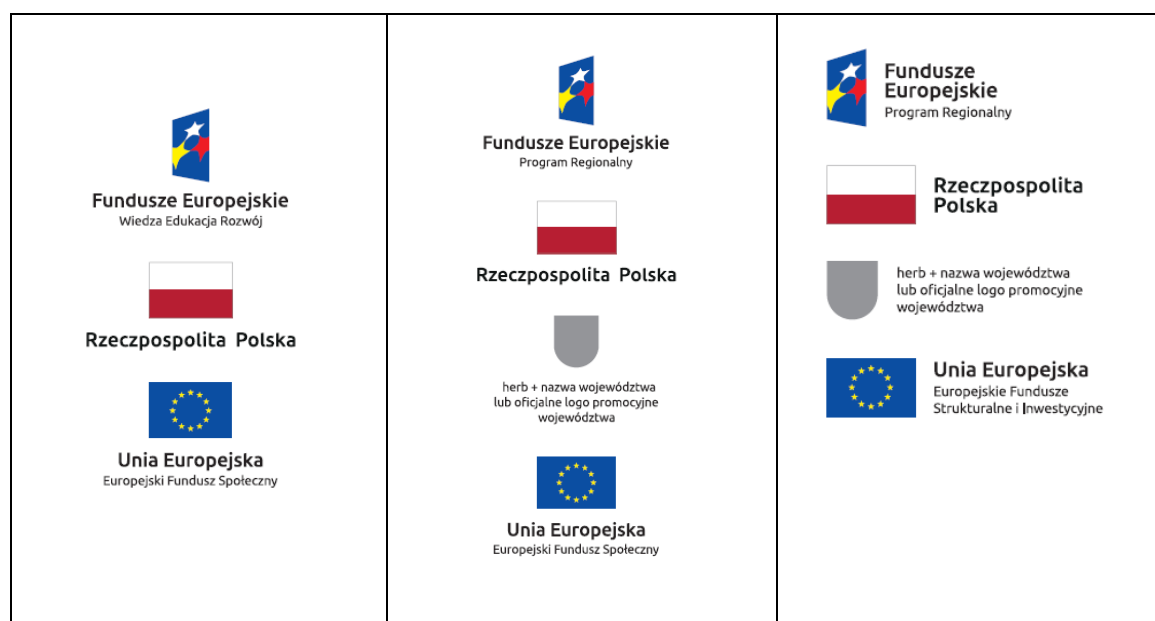 Fundusze Europejskie
Wiedza Edukacja Rozwój
Rzeczpospolita Polska
Unia Europejska
Europejski Fundusz Społeczny
Fundusze Europejskie
Program Regionalny
Rzeczpospolita Polska
herb + nazwa województwa
lub oficjalne logo promocyjne
województwa
Unia Europejska
Europejski Fundusz Społeczny
Fundusze
Europejskie
Program Regionalny
Rzeczpospolita
Polska
herb + nazwa województwa
lub oficjalne logo promocyjne
województwa
Unia Europejska
Europejskie Fundusze
Strukturalne i Inwestycyjne